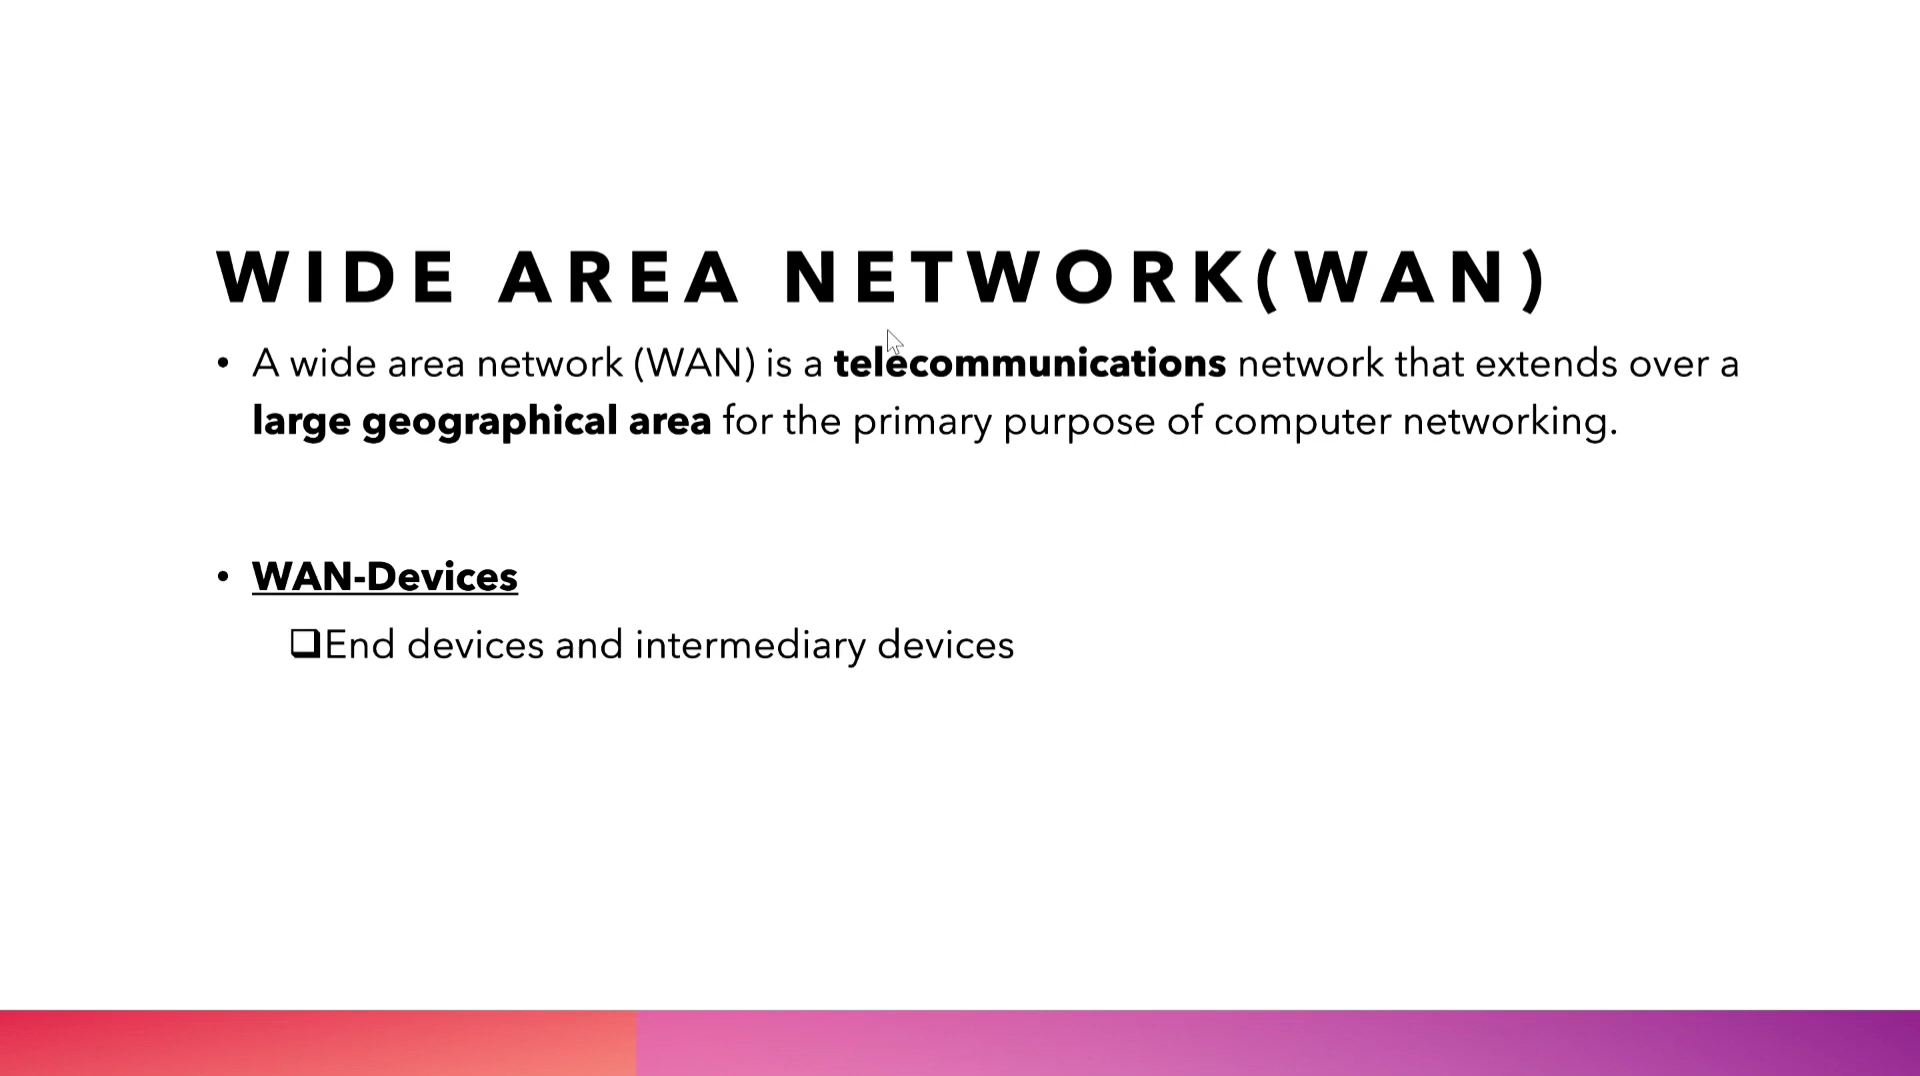 WIDE AREA NETWORK(WAN)
• A wide area network (WAN) is a telecommunications network that extends over a
large geographical area for the primary purpose of computer networking.
• WAN-Devices
❑End devices and intermediary devices